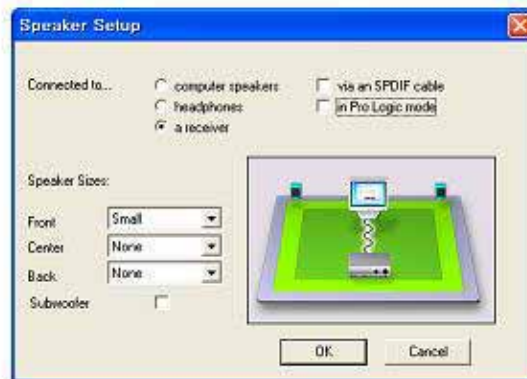 Speaker Setup
Connected to...
computer speakers
via an SPDIF cable
headphones
in Pro Logic mode
a receiver
Speaker Sizes:
Front
Small
Center
None
Back
None
Subwoofer
OK
Cancel